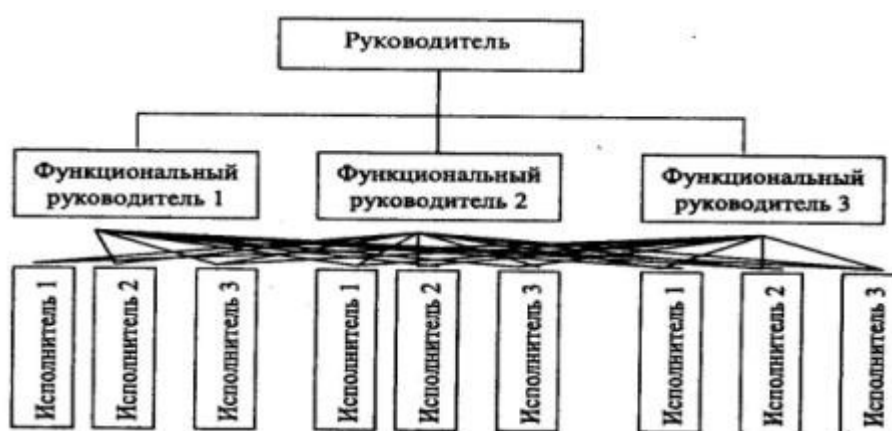 Руководитель
Функциональный
руководитель 1
Функциональный
руководитель 2
Функциональный
руководитель 3
Исполнитель 1
Исполнитель 2
Исполнитель 3
Исполнитель 1
Исполнитель 2
Исполнитель 3
Исполнитель 1
Исполнитель 2
Исполнитель 3